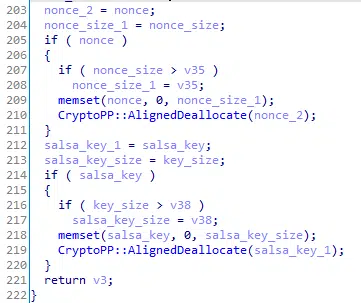 203 nonce_2 = nonce;
204 nonce_size_1 = nonce_size;
205 if ( nonce )
206 {
207 if ( nonce_size > v35 )
208 nonce_size_1 = v35;
209 memset(nonce, 0, nonce_size_1);
210 CryptoPP::AlignedDeallocate(nonce_2);
211 }
212 salsa_key_1 = salsa_key;
213 salsa_key_size = key_size;
214 if ( salsa_key )
215 {
216 if ( key_size > v38 )
217 salsa_key_size = v38;
218 memset(salsa_key, 0, salsa_key_size);
219 CryptoPP::AlignedDeallocate(salsa_key_1);
220 }
221 return v3;
222 }